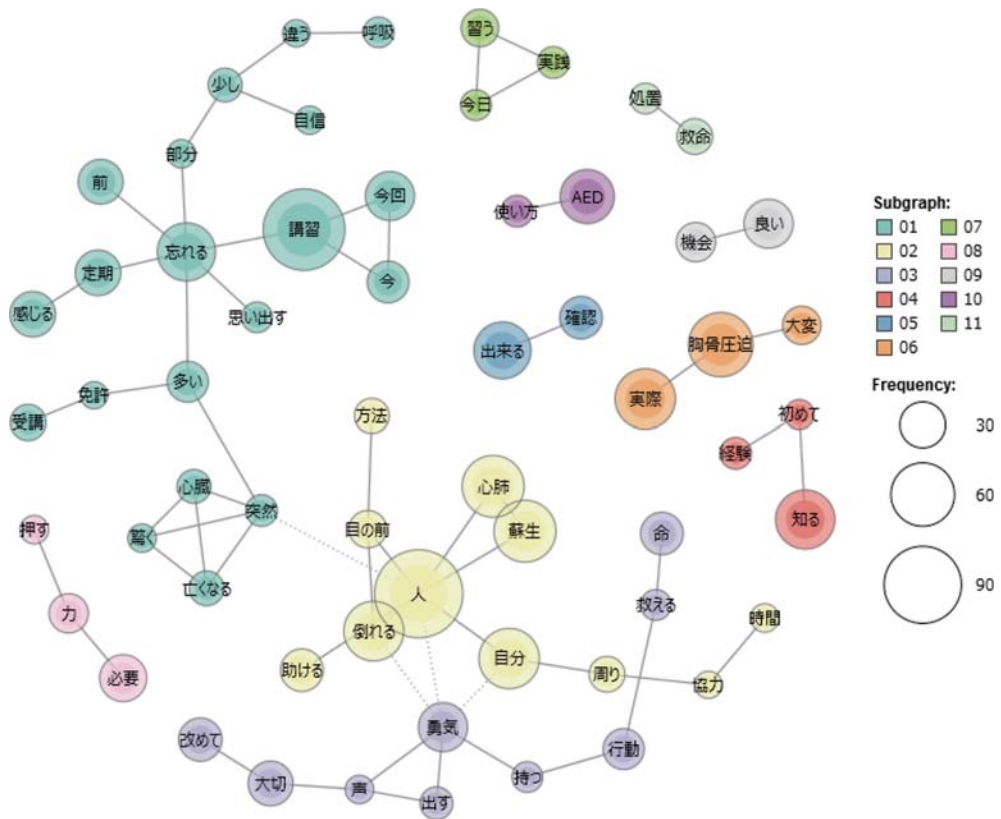 違う
呼吸
習う
少し
実践
処置
今日
自信
救命
部分
前
今回
AED
使い方
講習
良い
機会
忘れる
定期
今
感じる
思い出す
確認
大変
出来る
胸骨圧迫
多い
免許
実際
受講
方法
初めて
経験
心臓
心肺
突然
知る
押す
驚く
目の前
蘇生
命
亡くなる
人
救える
力
倒れる
時間
助ける
自分
周り
協力
必要
勇気
改めて
行動
大切
声
持つ
出す
Subgraph:
01 07
02 08
03 09
04 10
05 11
06
Frequency:
30
60
90